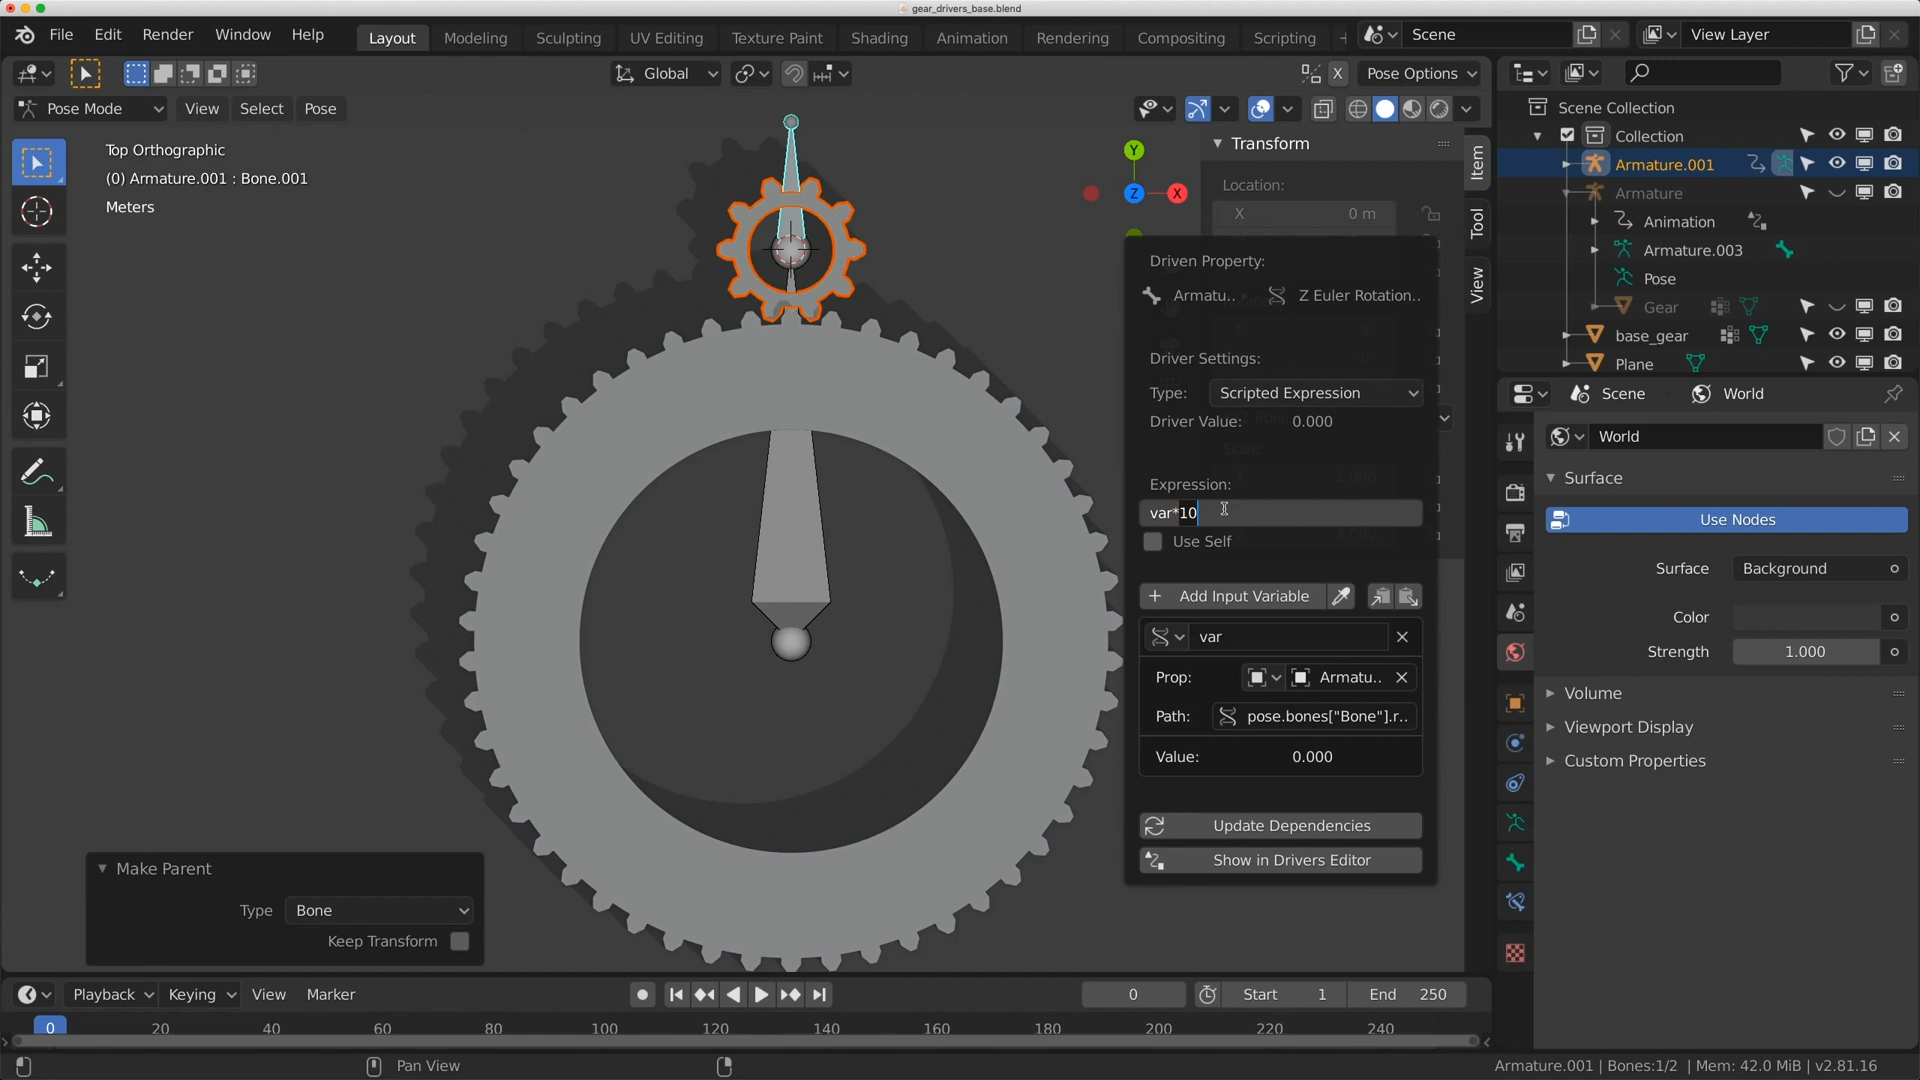 gear_drivers_base.blend
File Edit Render Window Help
Layout Modeling Sculpting UV Editing Texture Paint Shading Animation Rendering Compositing Scripting
Scene
View Layer
Global
X
Pose Options
Pose Mode View Select Pose
Top Orthographic
(0) Armature.001 : Bone.001
Meters
Y
Z
X
Transform
Location:
X 0 m
Item
Tool
View
Driven Property:
Armatu.. Z Euler Rotation..
Driver Settings:
Type: Scripted Expression
Driver Value: 0.000
Expression:
var*10
Use Self
Add Input Variable
var
Prop: Armatu..
Path: pose.bones["Bone"].r..
Value: 0.000
Update Dependencies
Show in Drivers Editor
Make Parent
Type Bone
Keep Transform
Scene Collection
Collection
Armature.001
Armature
Animation
Armature.003
Pose
Gear
base_gear
Plane
Scene World
World
Surface
Use Nodes
Surface Background
Color
Strength 1.000
Volume
Viewport Display
Custom Properties
Playback Keying View Marker
0
Start 1
End 250
0 20 40 60 80 100 120 140 160 180 200 220 240
Pan View
Armature.001 | Bones:1/2 | Mem: 42.0 MiB | v2.81.16